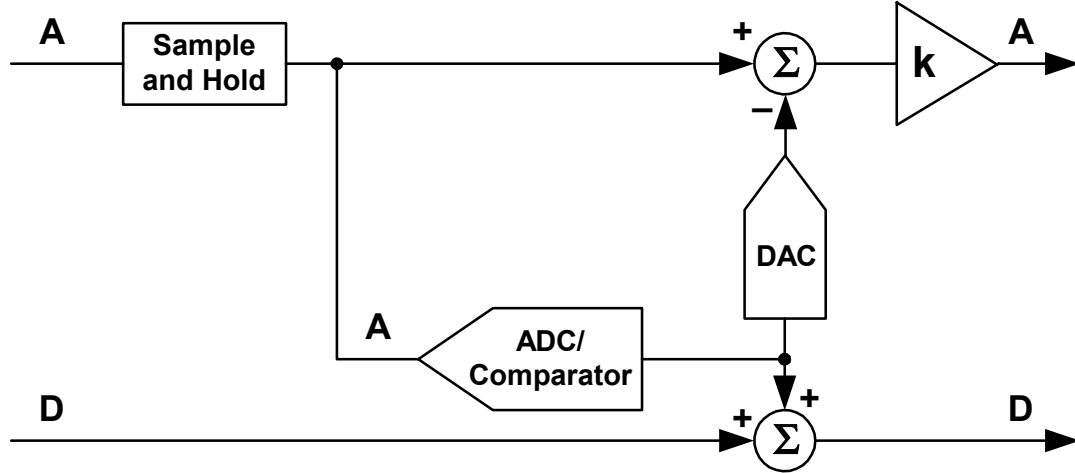 A
Sample
and Hold
+
Σ
k
A
−
DAC
A
ADC/
Comparator
D
+
+
Σ
D